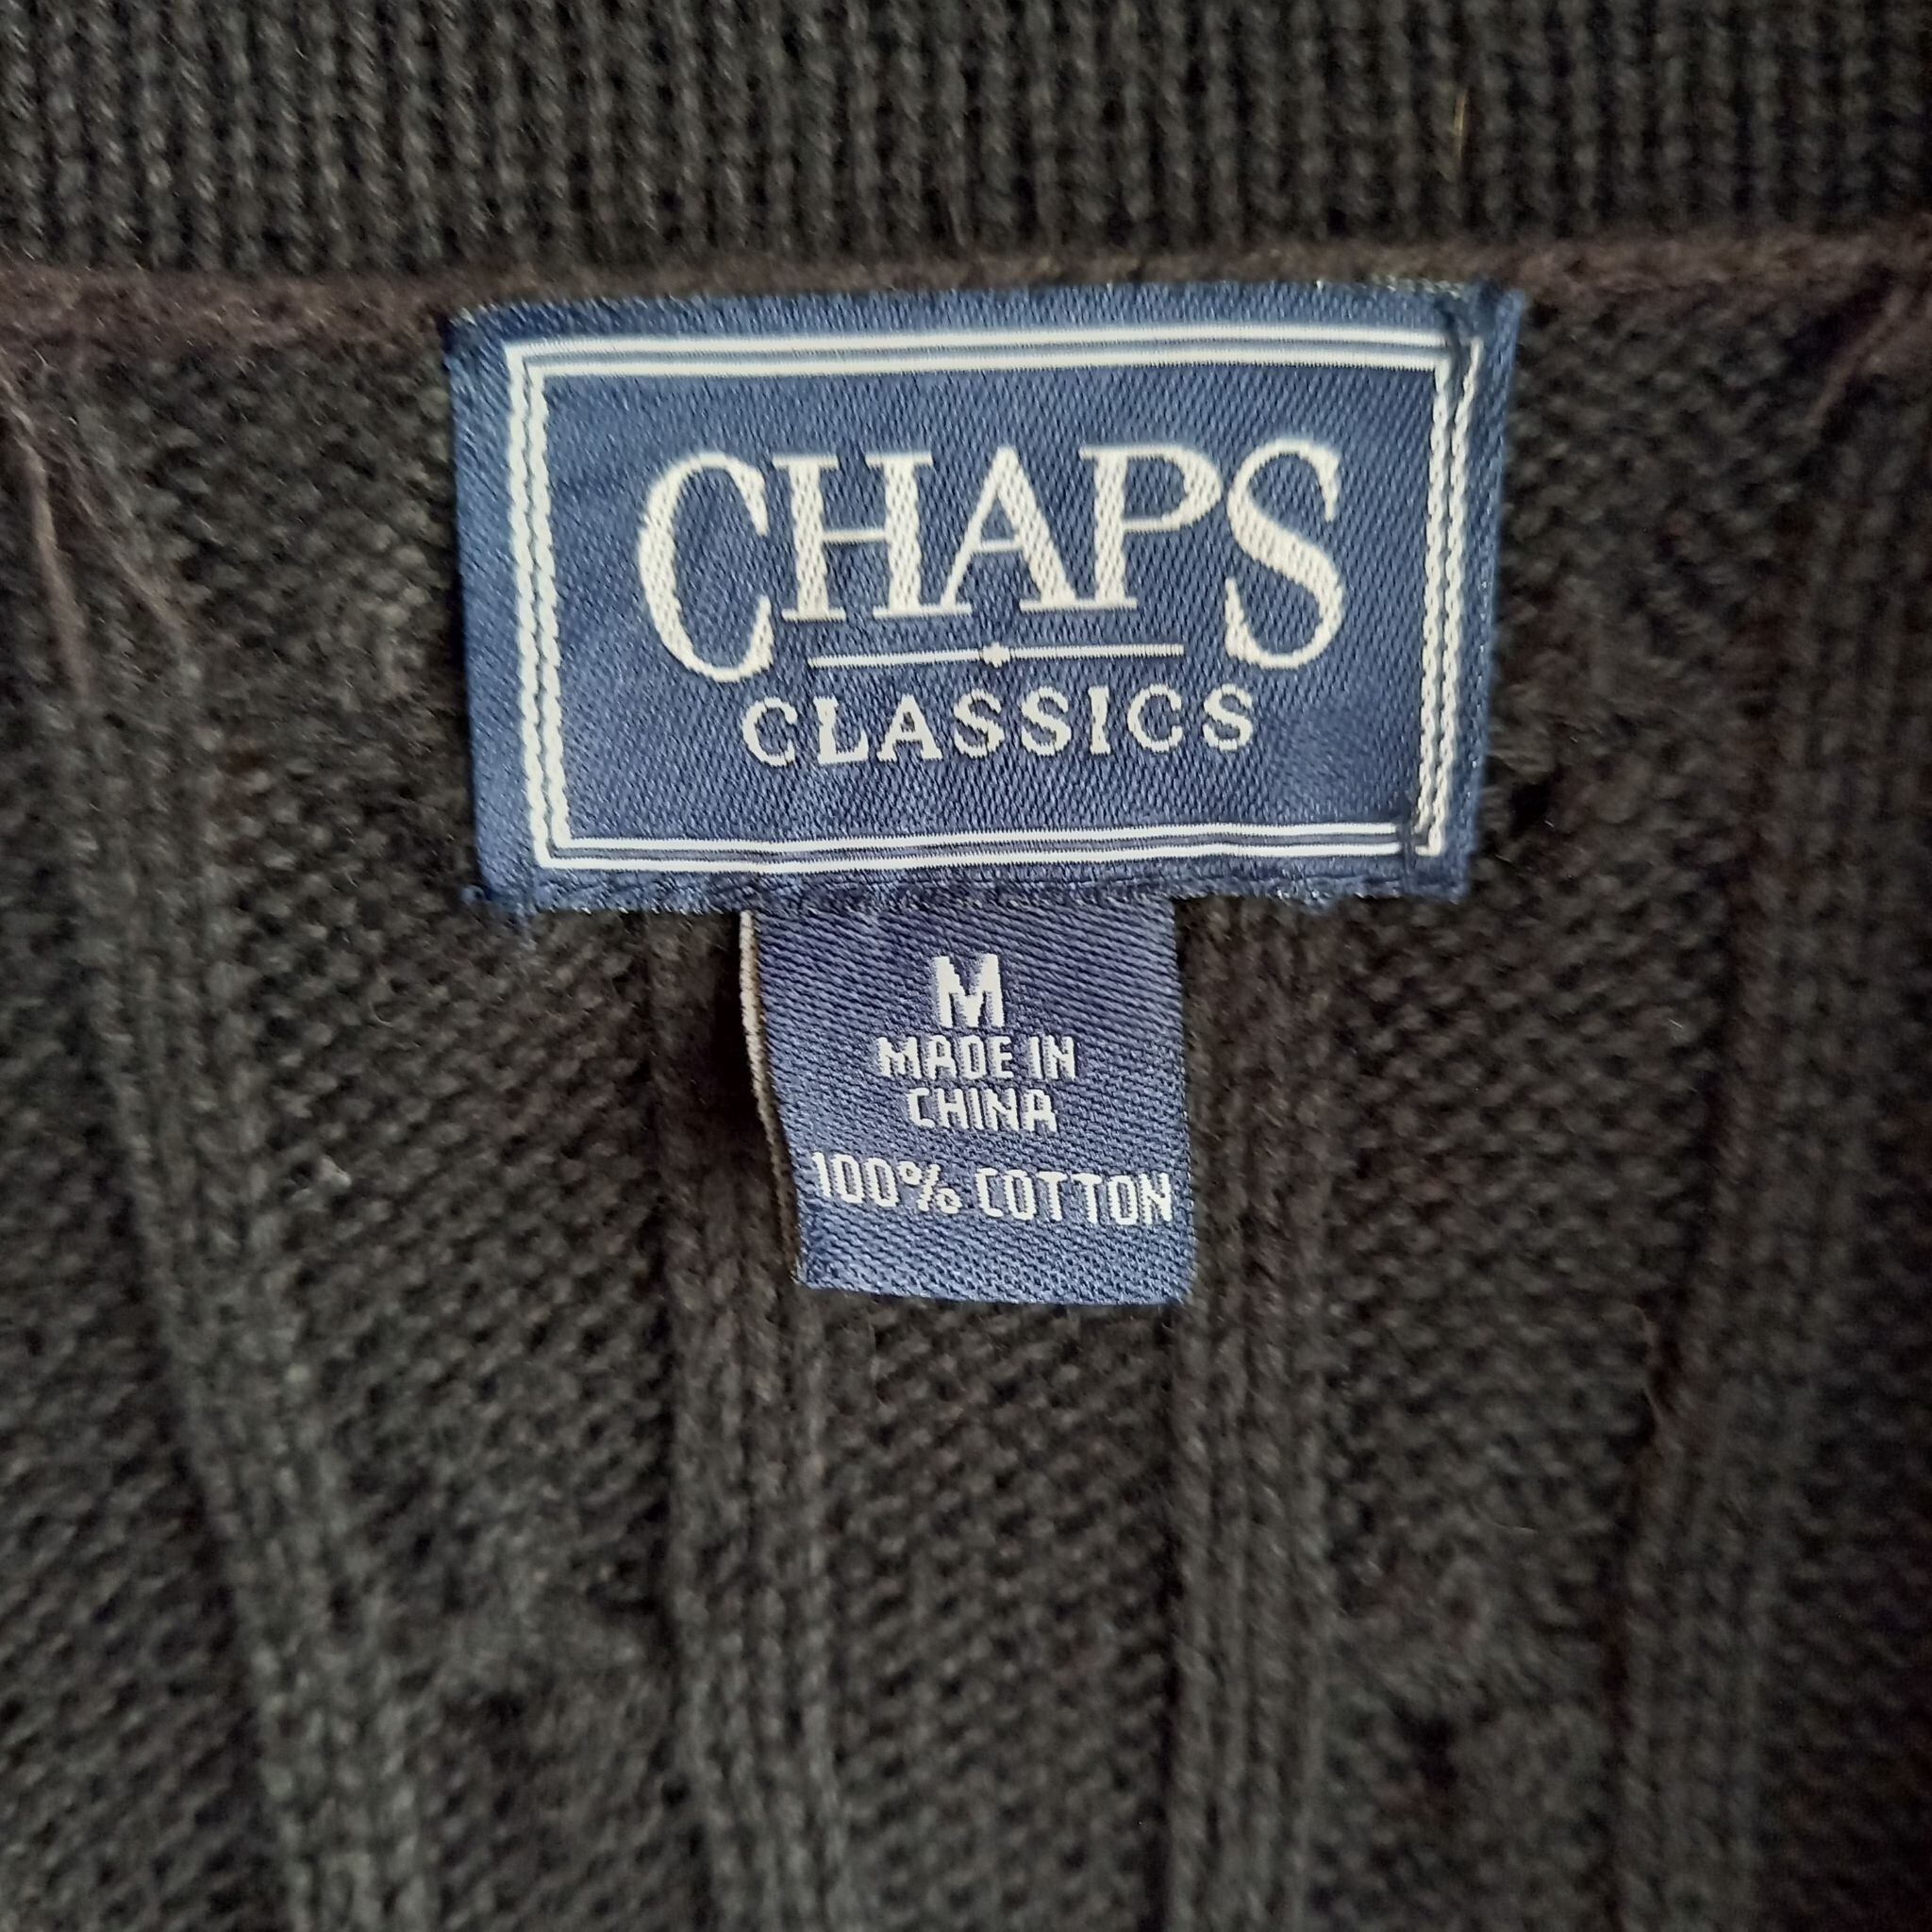 CHAPS
CLASSICS
M
MADE IN
CHINA
100% COTTON